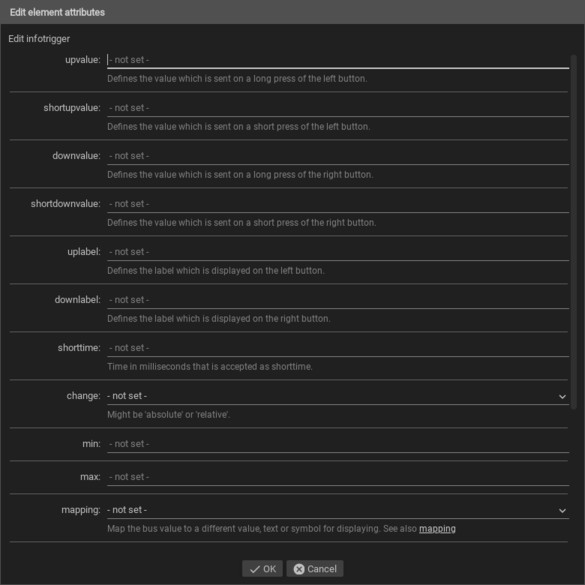 Edit element attributes
Edit infotrigger
upvalue: - not set -
Defines the value which is sent on a long press of the left button.
shortupvalue: - not set -
Defines the value which is sent on a short press of the left button.
downvalue: - not set -
Defines the value which is sent on a long press of the right button.
shortdownvalue: - not set -
Defines the value which is sent on a short press of the right button.
uplabel: - not set -
Defines the label which is displayed on the left button.
downlabel: - not set -
Defines the label which is displayed on the right button.
shorttime: - not set -
Time in milliseconds that is accepted as shorttime.
change: - not set -
Might be 'absolute' or 'relative'.
min: - not set -
max: - not set -
mapping: - not set -
Map the bus value to a different value, text or symbol for displaying. See also mapping
OK Cancel